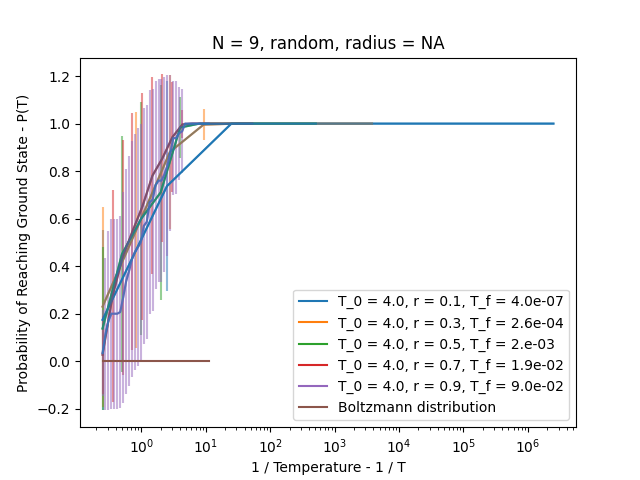 N = 9, random, radius = NA
Probability of Reaching Ground State - P(T)
1.2
1.0
0.8
0.6
0.4
0.2
0.0
−0.2
T_0 = 4.0, r = 0.1, T_f = 4.0e-07
T_0 = 4.0, r = 0.3, T_f = 2.6e-04
T_0 = 4.0, r = 0.5, T_f = 2.e-03
T_0 = 4.0, r = 0.7, T_f = 1.9e-02
T_0 = 4.0, r = 0.9, T_f = 9.0e-02
Boltzmann distribution
10⁰ 10¹ 10² 10³ 10⁴ 10⁵ 10⁶
1 / Temperature - 1 / T